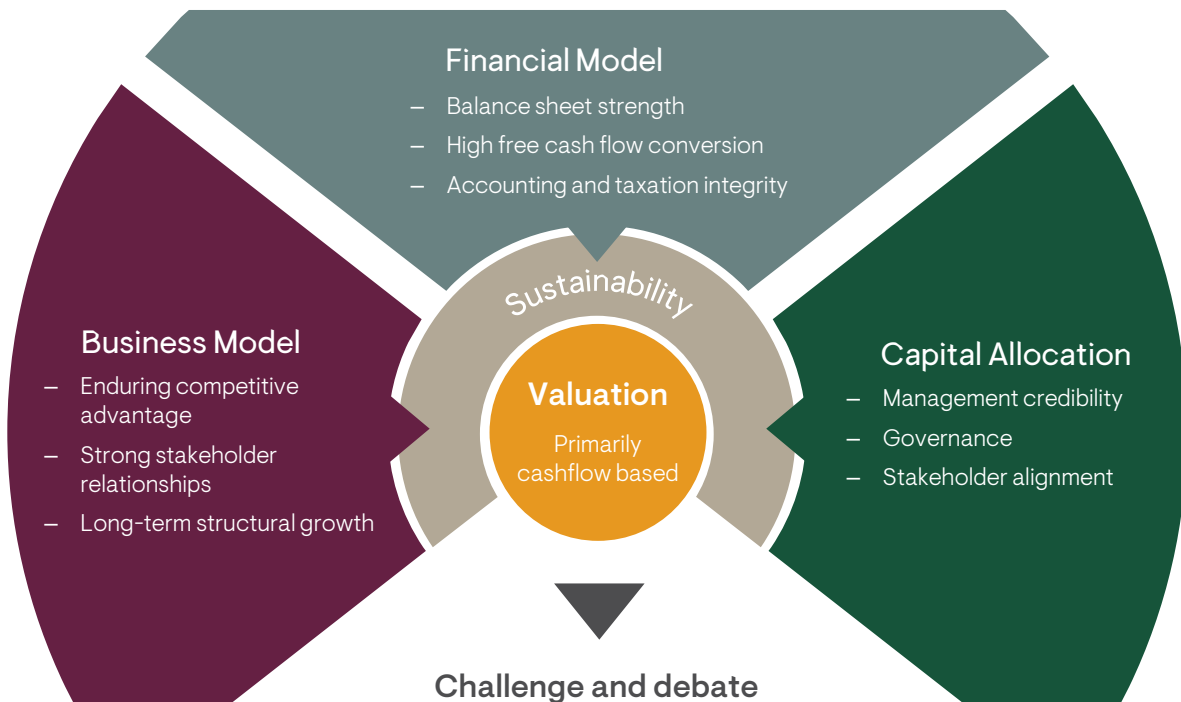 Financial Model
– Balance sheet strength
– High free cash flow conversion
– Accounting and taxation integrity
Sustainability
Business Model
– Enduring competitive
advantage
– Strong stakeholder
relationships
– Long-term structural growth
Valuation
Primarily
cashflow based
Capital Allocation
– Management credibility
– Governance
– Stakeholder alignment
Challenge and debate